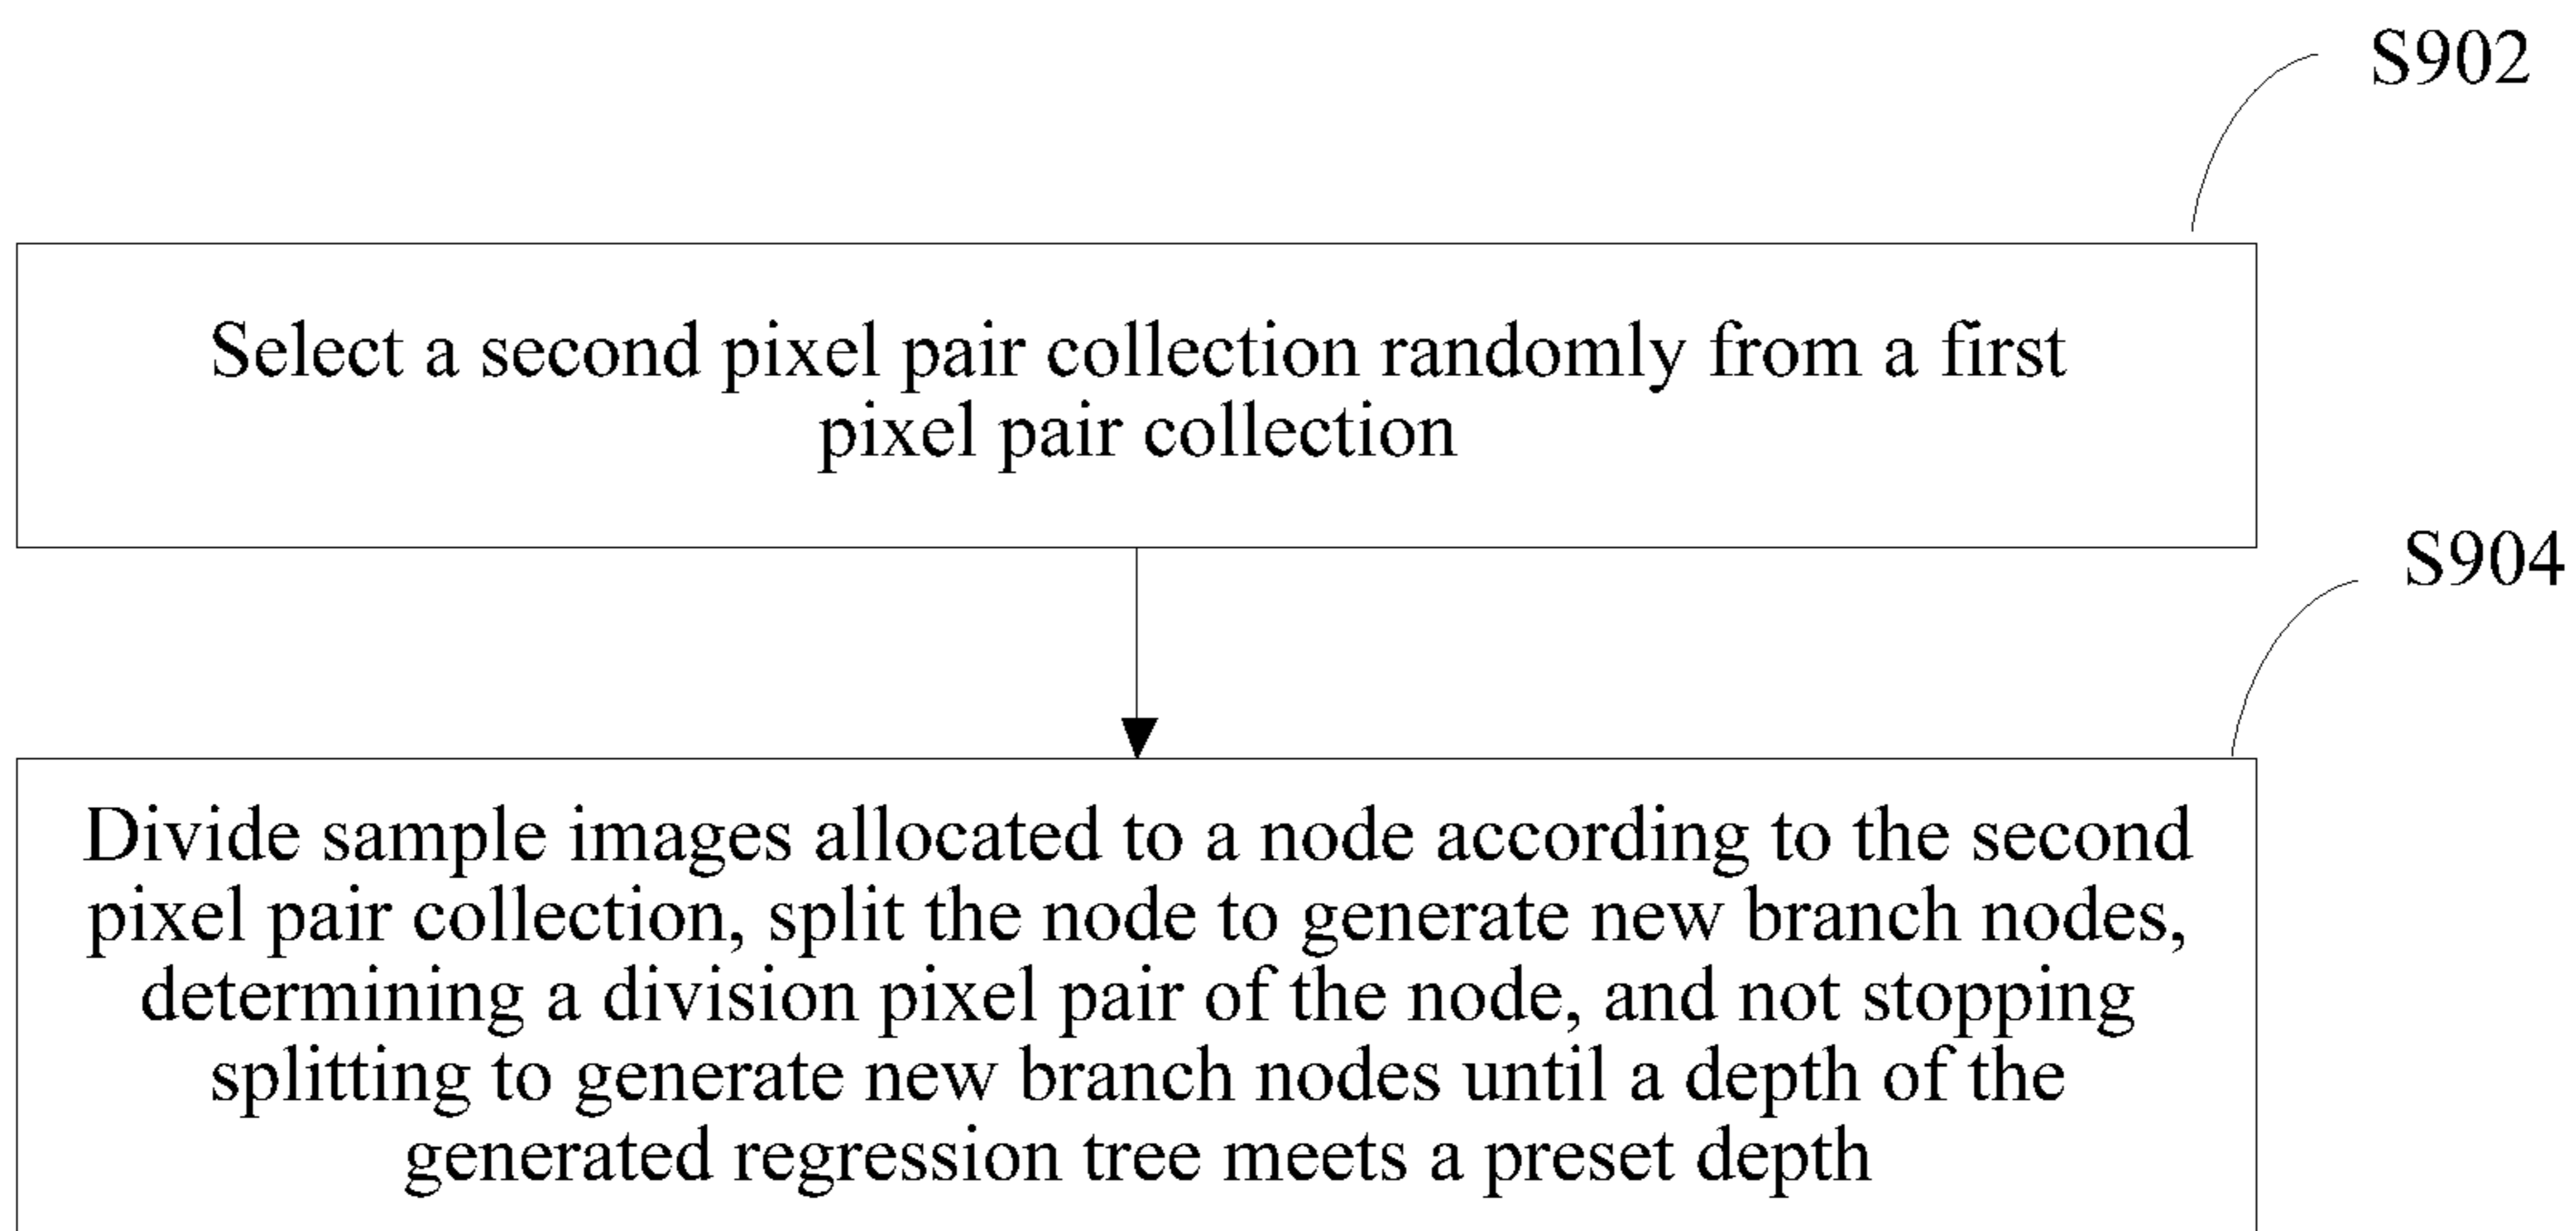 S902
Select a second pixel pair collection randomly from a first
pixel pair collection
S904
Divide sample images allocated to a node according to the second
pixel pair collection, split the node to generate new branch nodes,
determining a division pixel pair of the node, and not stopping
splitting to generate new branch nodes until a depth of the
generated regression tree meets a preset depth